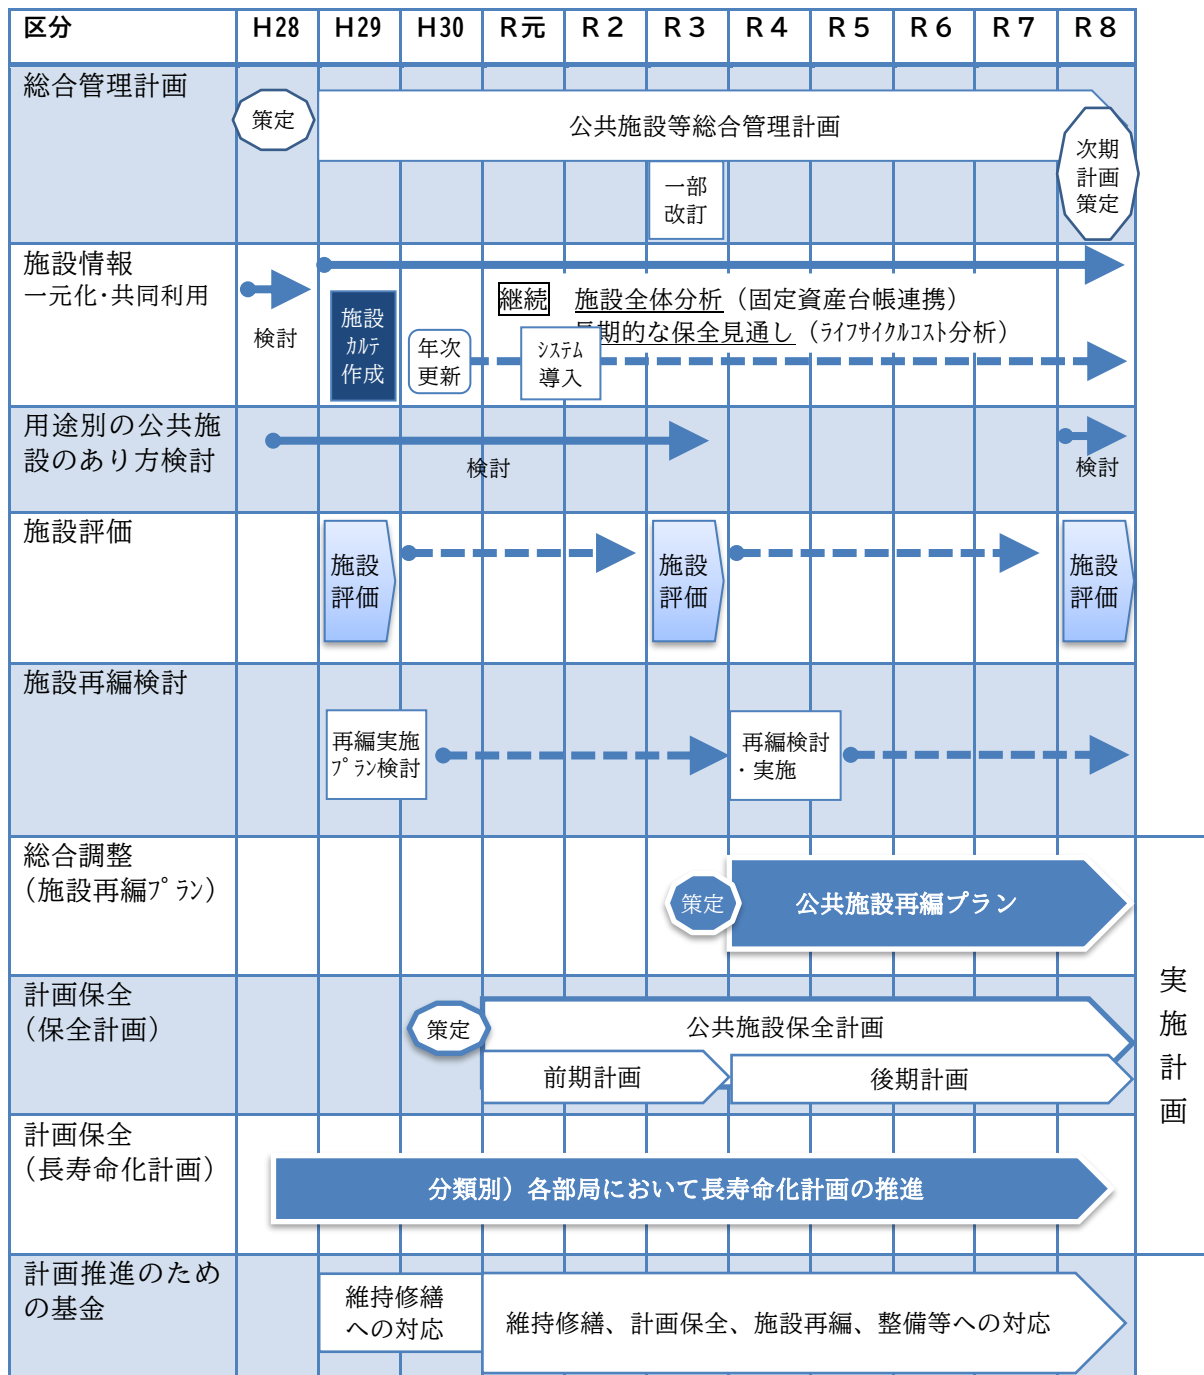 区分 H28 H29 H30 R元 R２ R３ R４ R５ R６ R７ R８
総合管理計画
策定
公共施設等総合管理計画
一部
改訂
次期
計画
策定
施設情報
一元化･共同利用
検討
施設
ｶﾙﾃ
作成
年次
更新
継続 施設全体分析（固定資産台帳連携）
長期的な保全見通し（ﾗｲﾌｻｲｸﾙｺｽﾄ分析）
ｼｽﾃﾑ
導入
用途別の公共施
設のあり方検討
検討
検討
施設評価
施設
評価
施設
評価
施設
評価
施設再編検討
再編実施
ﾌﾟﾗﾝ検討
再編検討
・実施
総合調整
（施設再編ﾌﾟﾗﾝ）
策定
公共施設再編プラン
計画保全
（保全計画）
策定
公共施設保全計画
前期計画
後期計画
計画保全
（長寿命化計画）
分類別）各部局において長寿命化計画の推進
実施計画
計画推進のため
の基金
維持修繕
への対応
維持修繕、計画保全、施設再編、整備等への対応